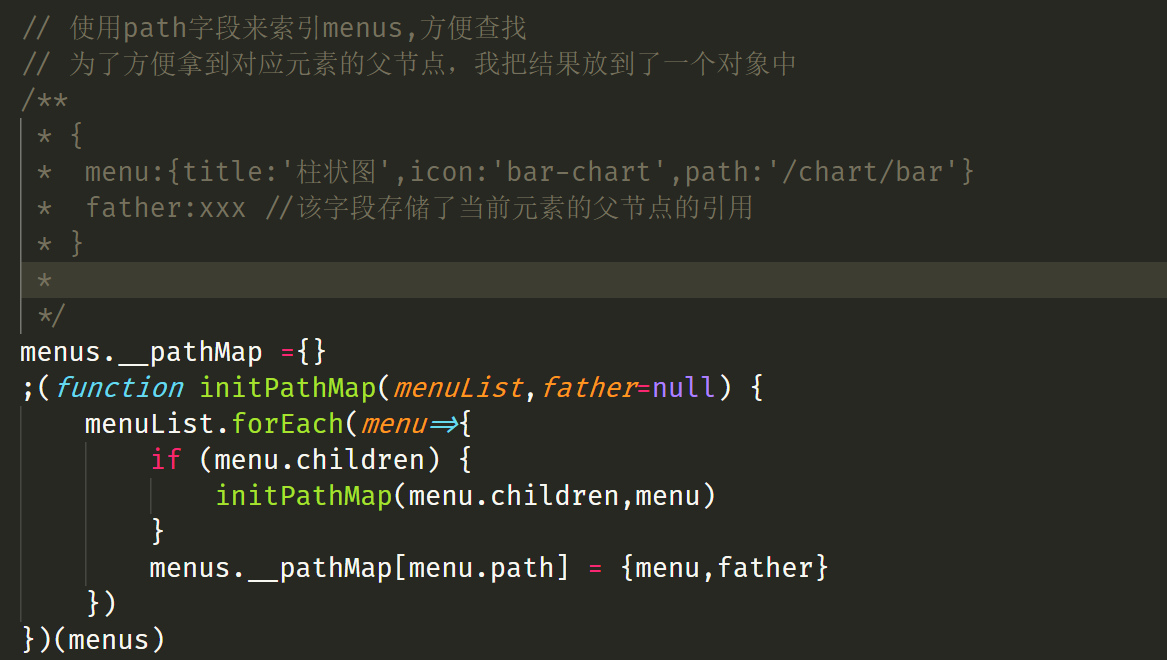 // 使用path字段来索引menus,方便查找
// 为了方便拿到对应元素的父节点，我把结果放到了一个对象中
/**
 * {
 *  menu:{title:'柱状图',icon:'bar-chart',path:'/chart/bar'}
 *  father:xxx //该字段存储了当前元素的父节点的引用
 * }
 *
 */
menus.__pathMap ={}
;(function initPathMap(menuList,father=null) {
    menuList.forEach(menu=>{
        if (menu.children) {
            initPathMap(menu.children,menu)
        }
        menus.__pathMap[menu.path] = {menu,father}
    })
})(menus)